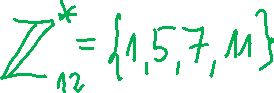 ℤ*₁₂ = {1, 5, 7, 11}